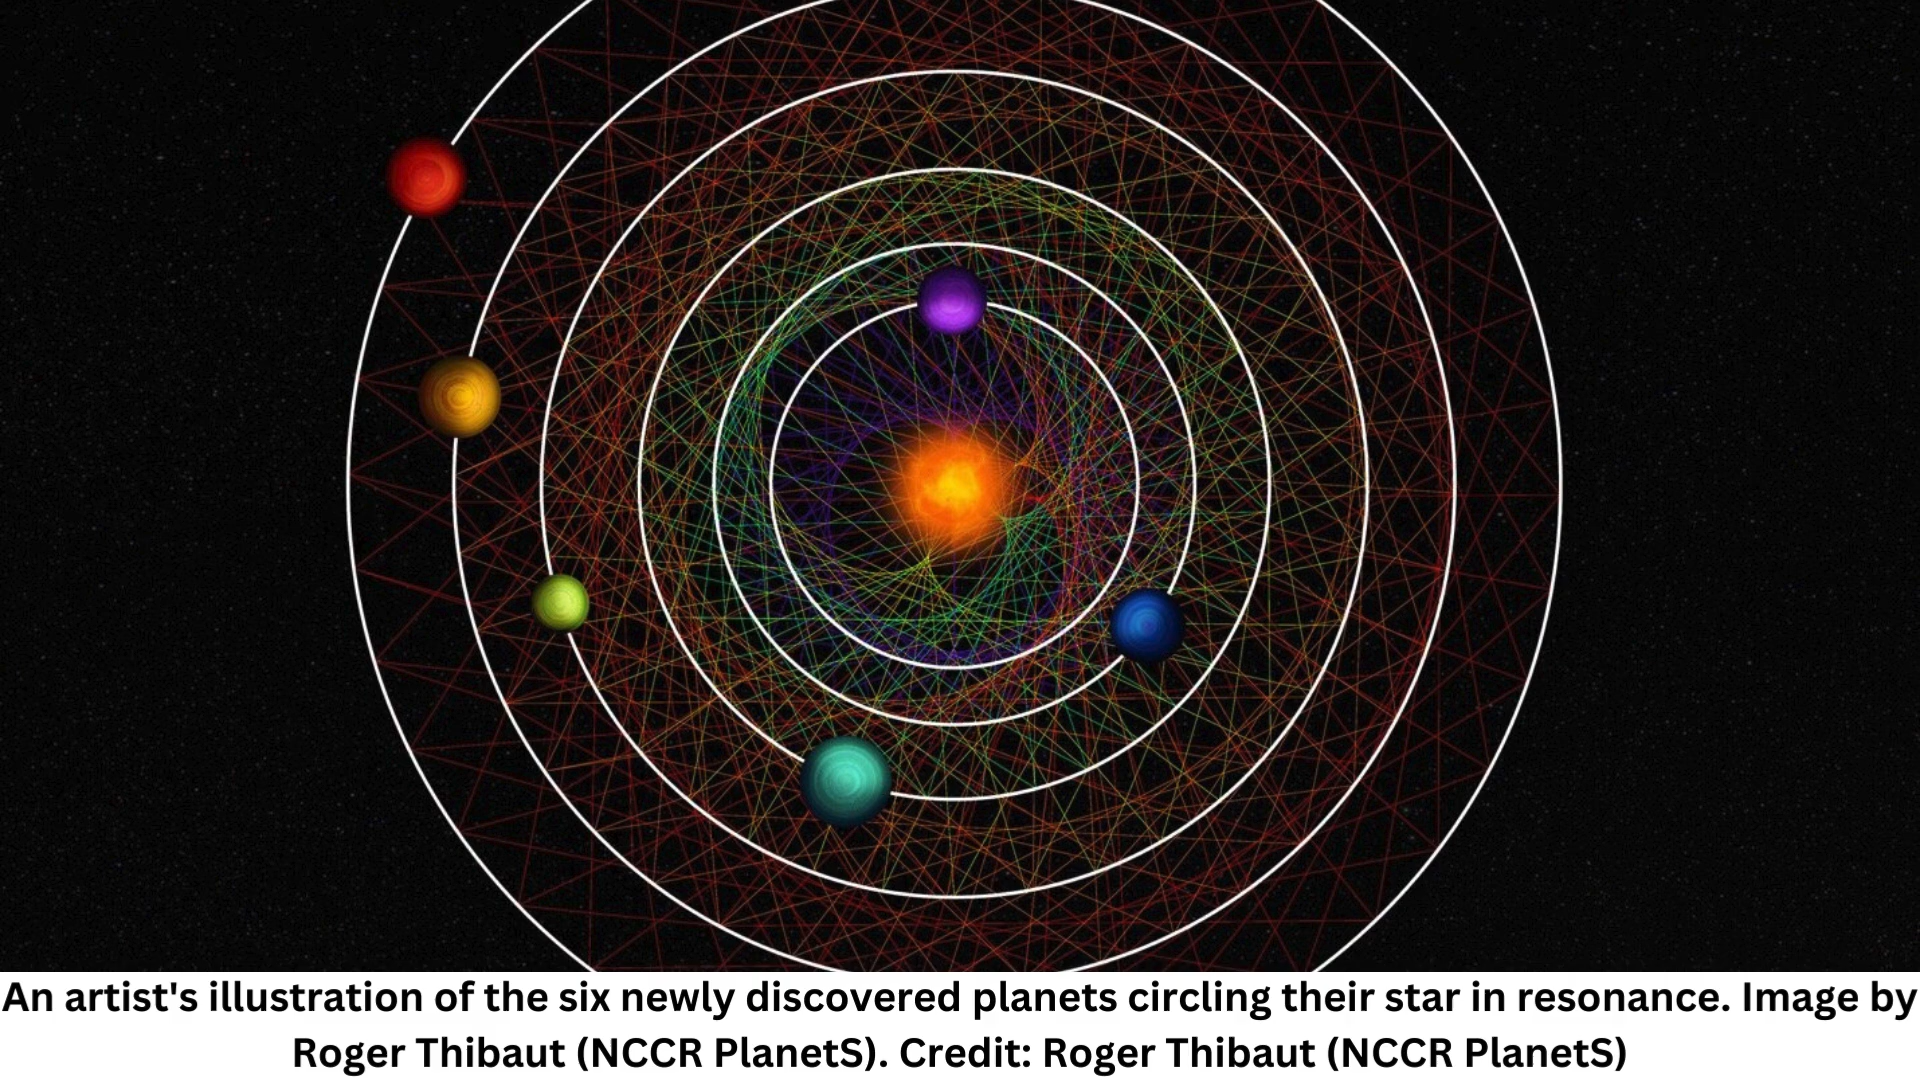 An artist's illustration of the six newly discovered planets circling their star in resonance. Image by
Roger Thibaut (NCCR PlanetS). Credit: Roger Thibaut (NCCR PlanetS)